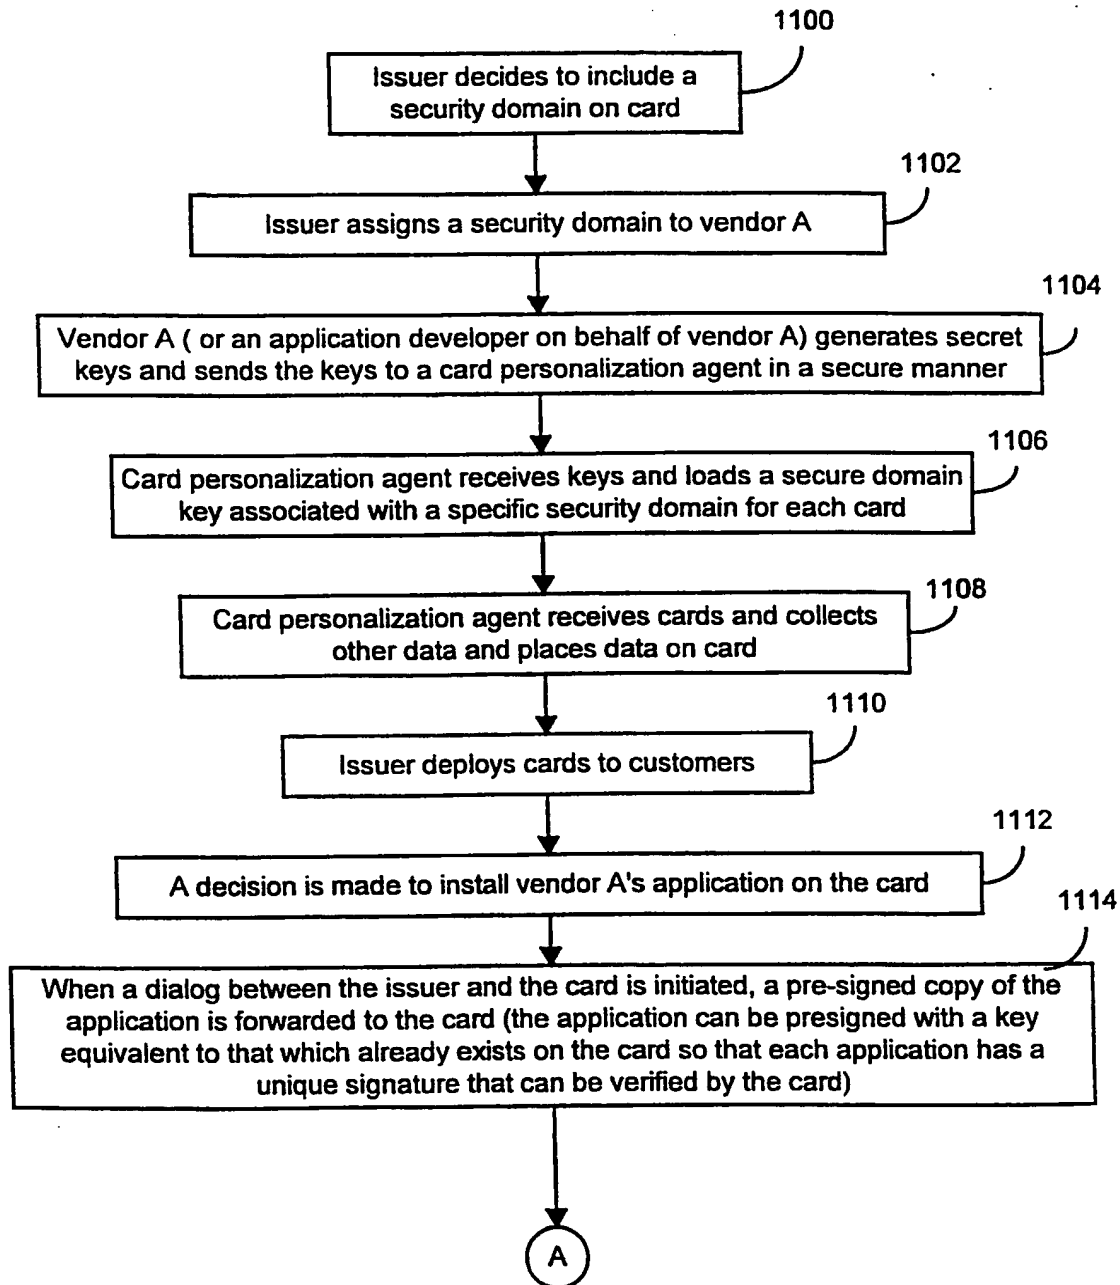 1100
Issuer decides to include a
security domain on card
1102
Issuer assigns a security domain to vendor A
1104
Vendor A ( or an application developer on behalf of vendor A) generates secret
keys and sends the keys to a card personalization agent in a secure manner
1106
Card personalization agent receives keys and loads a secure domain
key associated with a specific security domain for each card
1108
Card personalization agent receives cards and collects
other data and places data on card
1110
Issuer deploys cards to customers
1112
A decision is made to install vendor A's application on the card
1114
When a dialog between the issuer and the card is initiated, a pre-signed copy of the
application is forwarded to the card (the application can be presigned with a key
equivalent to that which already exists on the card so that each application has a
unique signature that can be verified by the card)
A